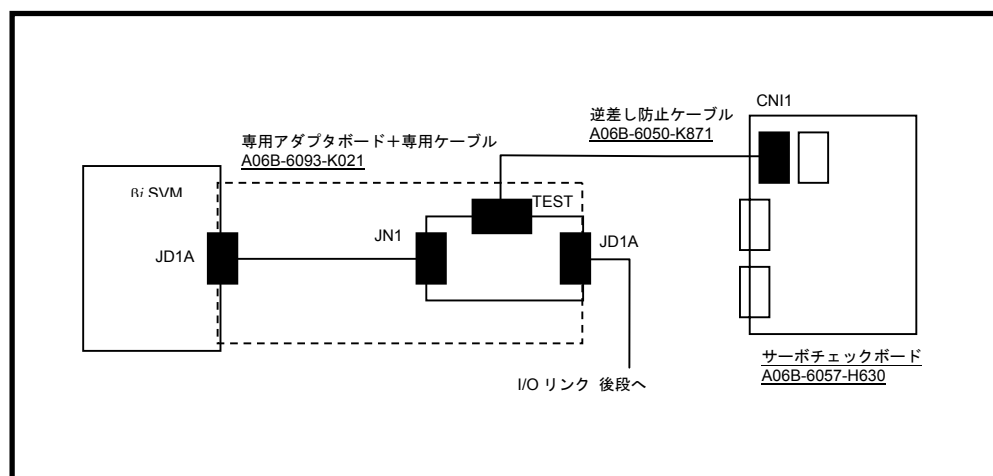 CNI1
逆差し防止ケーブル
A06B-6050-K871
専用アダプタボード＋専用ケーブル
A06B-6093-K021
βi SVM
TEST
JN1
JD1A
JD1A
I/O リンク 後段へ
サーボチェックボード
A06B-6057-H630